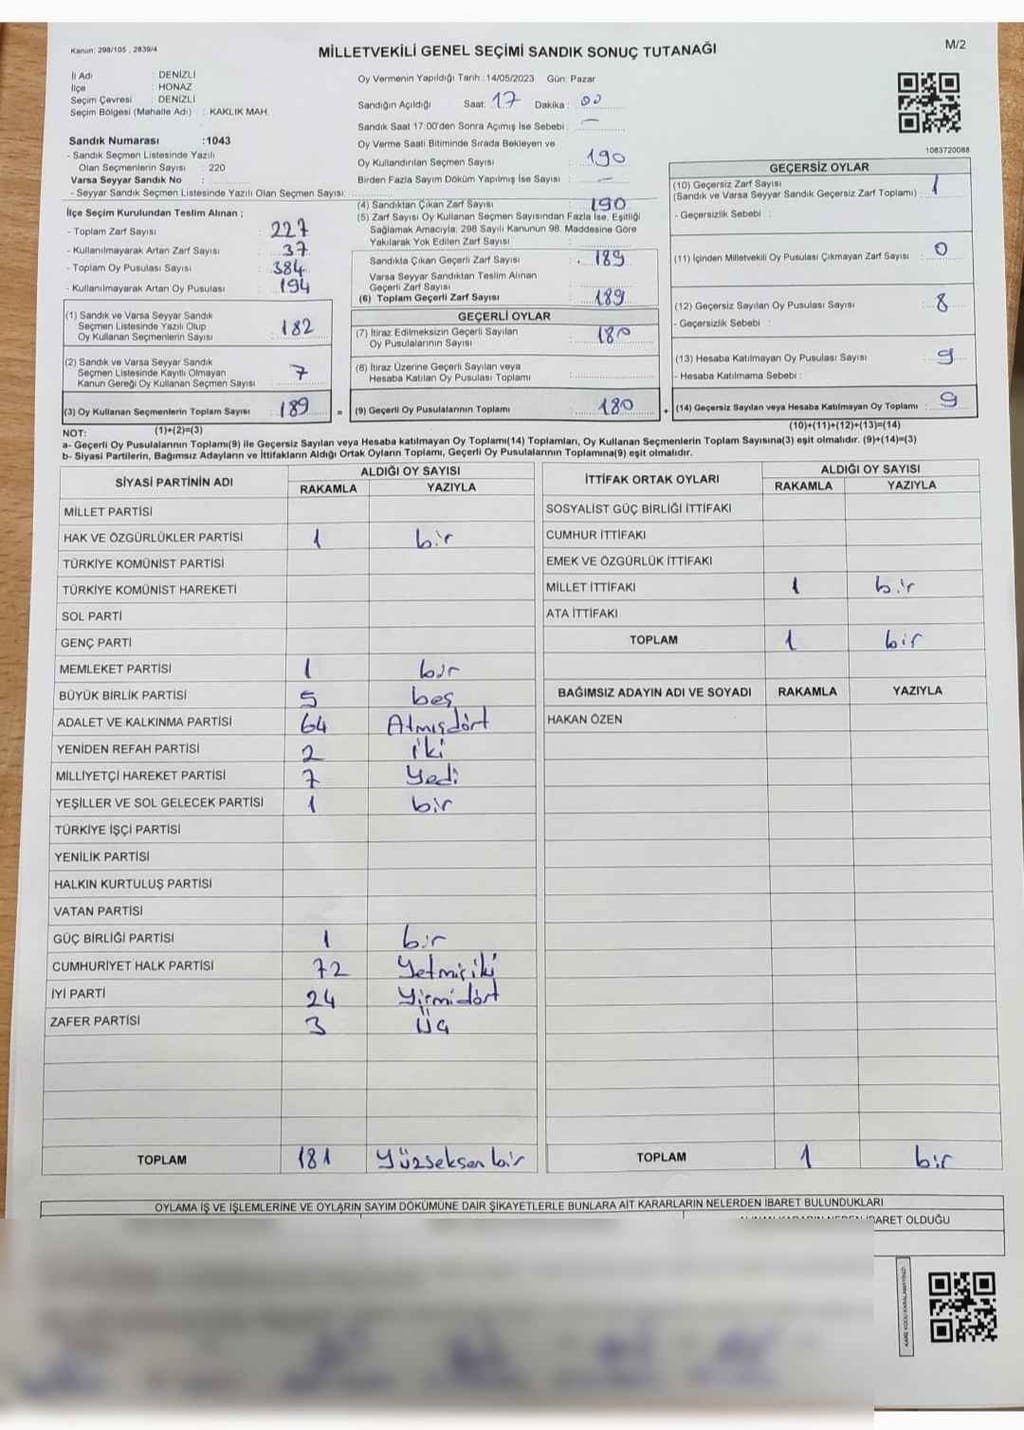 Kanun: 298/105 , 2839/4
MİLLETVEKİLİ GENEL SEÇİMİ SANDIK SONUÇ TUTANAĞI
M/2
İl Adı : DENİZLİ
İlçe : HONAZ
Seçim Çevresi : DENİZLİ
Seçim Bölgesi (Mahalle Adı) : KAKLIK MAH.
Sandık Numarası :1043
- Sandık Seçmen Listesinde Yazılı
Olan Seçmenlerin Sayısı : 220
Varsa Seyyar Sandık No :
- Seyyar Sandık Seçmen Listesinde Yazılı Olan Seçmen Sayısı:
Oy Vermenin Yapıldığı Tarih :14/05/2023 Gün: Pazar
Sandığın Açıldığı Saat: 17 Dakika : 00
Sandık Saat 17:00'den Sonra Açımış İse Sebebi : —
Oy Verme Saati Bitiminde Sırada Bekleyen ve
Oy Kullandırılan Seçmen Sayısı : 190
Birden Fazla Sayım Döküm Yapılmış İse Sayısı : —
1083720088
İlçe Seçim Kurulundan Teslim Alınan ;
- Toplam Zarf Sayısı : 227
- Kullanılmayarak Artan Zarf Sayısı : 37
- Toplam Oy Pusulası Sayısı : 384
- Kullanılmayarak Artan Oy Pusulası : 194
(1) Sandık ve Varsa Seyyar Sandık
Seçmen Listesinde Yazılı Olup
Oy Kullanan Seçmenlerin Sayısı : 182
(2) Sandık ve Varsa Seyyar Sandık
Seçmen Listesinde Kayıtlı Olmayan
Kanun Gereği Oy Kullanan Seçmen Sayısı : 7
(3) Oy Kullanan Seçmenlerin Toplam Sayısı : 189 =
(1)+(2)=(3)
(4) Sandıktan Çıkan Zarf Sayısı : 190
(5) Zarf Sayısı Oy Kullanan Seçmen Sayısından Fazla İse, Eşitliği
Sağlamak Amacıyla; 298 Sayılı Kanunun 98. Maddesine Göre
Yakılarak Yok Edilen Zarf Sayısı :
Sandıkta Çıkan Geçerli Zarf Sayısı : 189
Varsa Seyyar Sandıktan Teslim Alınan
Geçerli Zarf Sayısı :
(6) Toplam Geçerli Zarf Sayısı : 189
GEÇERLİ OYLAR
(7) İtiraz Edilmeksizin Geçerli Sayılan
Oy Pusulalarının Sayısı : 180
(8) İtiraz Üzerine Geçerli Sayılan veya
Hesaba Katılan Oy Pusulası Toplamı :
(9) Geçerli Oy Pusulalarının Toplamı : 180 +
GEÇERSİZ OYLAR
(10) Geçersiz Zarf Sayısı
(Sandık ve Varsa Seyyar Sandık Geçersiz Zarf Toplamı) : 1
- Geçersizlik Sebebi :
(11) İçinden Milletvekili Oy Pusulası Çıkmayan Zarf Sayısı : 0
(12) Geçersiz Sayılan Oy Pusulası Sayısı : 8
- Geçersizlik Sebebi :
(13) Hesaba Katılmayan Oy Pusulası Sayısı : 9
- Hesaba Katılmama Sebebi :
(14) Geçersiz Sayılan veya Hesaba Katılmayan Oy Toplamı : 9
(10)+(11)+(12)+(13)=(14)
NOT:
a- Geçerli Oy Pusulalarının Toplamı(9) ile Geçersiz Sayılan veya Hesaba katılmayan Oy Toplamı(14) Toplamları, Oy Kullanan Seçmenlerin Toplam Sayısına(3) eşit olmalıdır. (9)+(14)=(3)
b- Siyasi Partilerin, Bağımsız Adayların ve İttifakların Aldığı Ortak Oyların Toplamı, Geçerli Oy Pusulalarının Toplamına(9) eşit olmalıdır.
SİYASİ PARTİNİN ADI ALDIĞI OY SAYISI
RAKAMLA YAZIYLA
MİLLET PARTİSİ
HAK VE ÖZGÜRLÜKLER PARTİSİ 1 bir
TÜRKİYE KOMÜNİST PARTİSİ
TÜRKİYE KOMÜNİST HAREKETİ
SOL PARTİ
GENÇ PARTİ
MEMLEKET PARTİSİ 1 bir
BÜYÜK BİRLİK PARTİSİ 5 beş
ADALET VE KALKINMA PARTİSİ 64 Atmışdört
YENİDEN REFAH PARTİSİ 2 iki
MİLLİYETÇİ HAREKET PARTİSİ 7 Yedi
YEŞİLLER VE SOL GELECEK PARTİSİ 1 bir
TÜRKİYE İŞÇİ PARTİSİ
YENİLİK PARTİSİ
HALKIN KURTULUŞ PARTİSİ
VATAN PARTİSİ
GÜÇ BİRLİĞİ PARTİSİ 1 bir
CUMHURİYET HALK PARTİSİ 72 Yetmişiki
İYİ PARTİ 24 Yirmidört
ZAFER PARTİSİ 3 Üç
TOPLAM 181 Yüzseksen bir
İTTİFAK ORTAK OYLARI ALDIĞI OY SAYISI
RAKAMLA YAZIYLA
SOSYALİST GÜÇ BİRLİĞİ İTTİFAKI
CUMHUR İTTİFAKI
EMEK VE ÖZGÜRLÜK İTTİFAKI
MİLLET İTTİFAKI 1 bir
ATA İTTİFAKI
TOPLAM 1 bir
BAĞIMSIZ ADAYIN ADI VE SOYADI RAKAMLA YAZIYLA
HAKAN ÖZEN
TOPLAM 1 bir
OYLAMA İŞ VE İŞLEMLERİNE VE OYLARIN SAYIM DÖKÜMÜNE DAİR ŞİKAYETLERLE BUNLARA AİT KARARLARIN NELERDEN İBARET BULUNDUKLARI
OLDUĞU